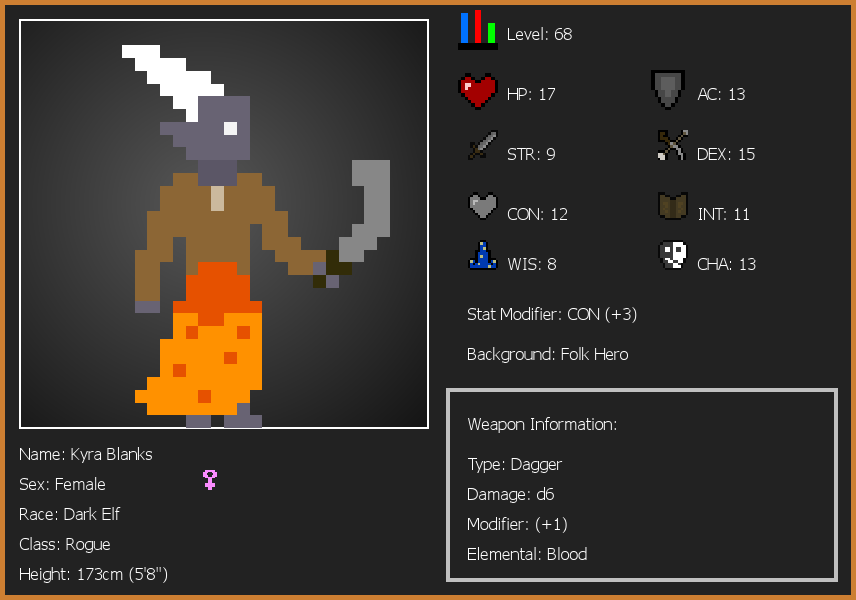 Level: 68
HP: 17
AC: 13
STR: 9
DEX: 15
CON: 12
INT: 11
WIS: 8
CHA: 13
Stat Modifier: CON (+3)
Background: Folk Hero
Weapon Information:
Type: Dagger
Damage: d6
Modifier: (+1)
Elemental: Blood
Name: Kyra Blanks
Sex: Female
Race: Dark Elf
Class: Rogue
Height: 173cm (5'8")